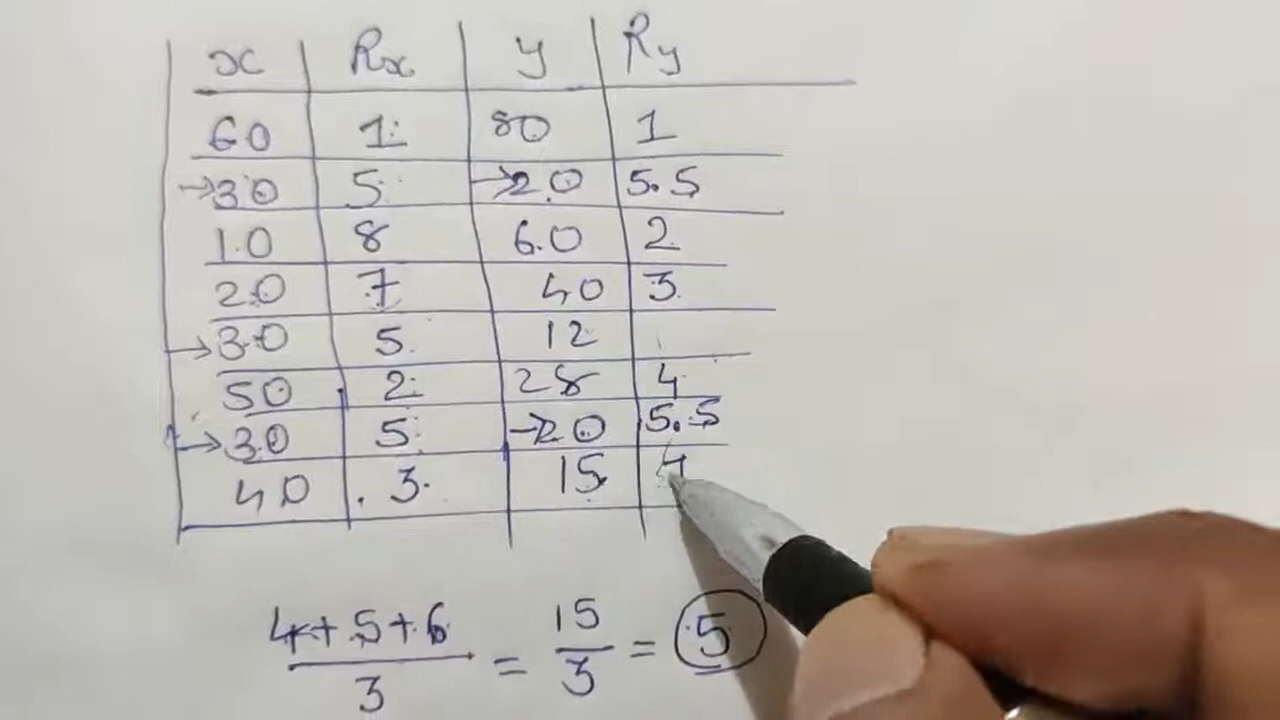 x Rx y Ry
60 1 80 1
→30 5 →20 5.5
10 8 60 2
20 7 40 3
→30 5 12
50 2 28 4
→30 5 →20 5.5
40 3 15
4+5+6 / 3 = 15 / 3 = 5